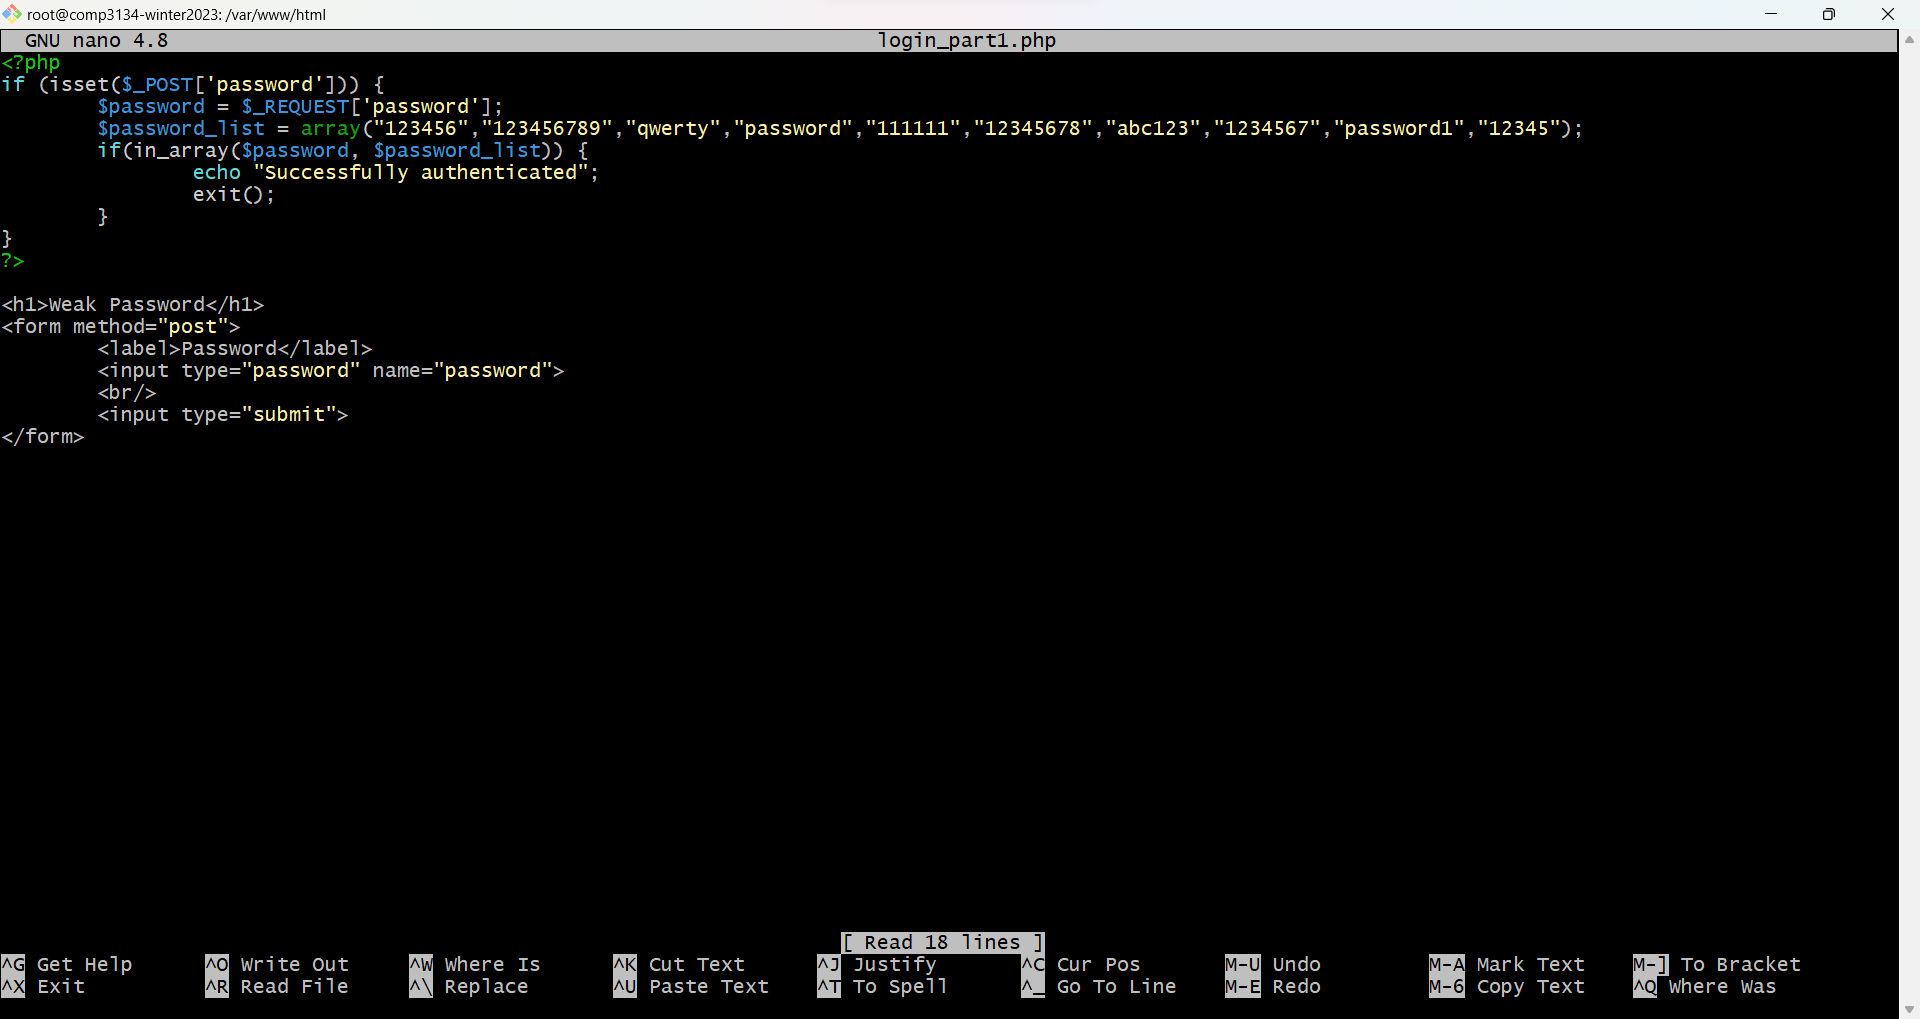 root@comp3134-winter2023: /var/www/html
GNU nano 4.8 login_part1.php
<?php
if (isset($_POST['password'])) {
        $password = $_REQUEST['password'];
        $password_list = array("123456","123456789","qwerty","password","111111","12345678","abc123","1234567","password1","12345");
        if(in_array($password, $password_list)) {
                echo "Successfully authenticated";
                exit();
        }
}
?>

<h1>Weak Password</h1>
<form method="post">
        <label>Password</label>
        <input type="password" name="password">
        <br/>
        <input type="submit">
</form>
[ Read 18 lines ]
^G Get Help ^O Write Out ^W Where Is ^K Cut Text ^J Justify ^C Cur Pos M-U Undo M-A Mark Text M-] To Bracket
^X Exit ^R Read File ^\ Replace ^U Paste Text ^T To Spell ^_ Go To Line M-E Redo M-6 Copy Text ^Q Where Was